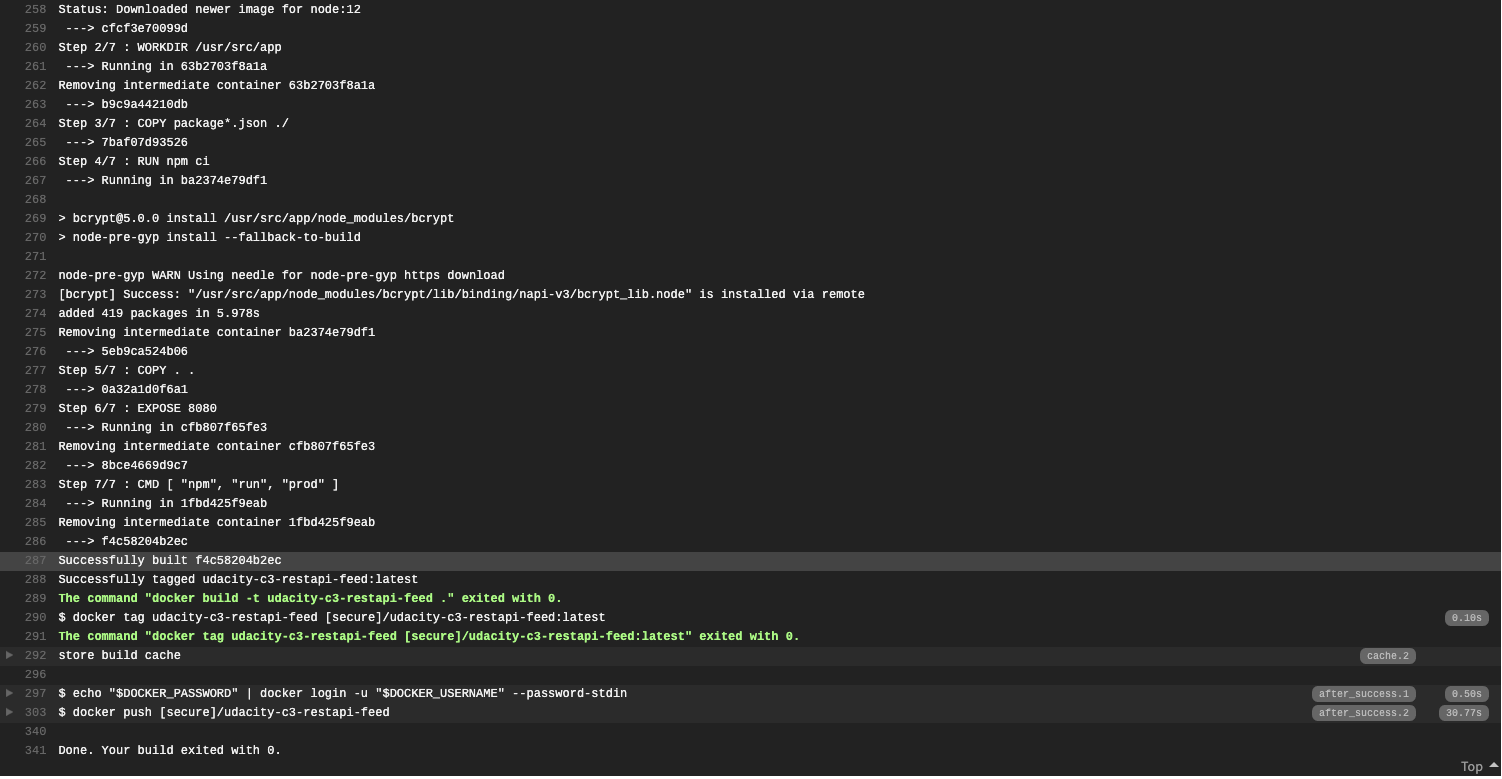 258 Status: Downloaded newer image for node:12
259 ---> cfcf3e70099d
260 Step 2/7 : WORKDIR /usr/src/app
261 ---> Running in 63b2703f8a1a
262 Removing intermediate container 63b2703f8a1a
263 ---> b9c9a44210db
264 Step 3/7 : COPY package*.json ./
265 ---> 7baf07d93526
266 Step 4/7 : RUN npm ci
267 ---> Running in ba2374e79df1
268
269 > bcrypt@5.0.0 install /usr/src/app/node_modules/bcrypt
270 > node-pre-gyp install --fallback-to-build
271
272 node-pre-gyp WARN Using needle for node-pre-gyp https download
273 [bcrypt] Success: "/usr/src/app/node_modules/bcrypt/lib/binding/napi-v3/bcrypt_lib.node" is installed via remote
274 added 419 packages in 5.978s
275 Removing intermediate container ba2374e79df1
276 ---> 5eb9ca524b06
277 Step 5/7 : COPY . .
278 ---> 0a32a1d0f6a1
279 Step 6/7 : EXPOSE 8080
280 ---> Running in cfb807f65fe3
281 Removing intermediate container cfb807f65fe3
282 ---> 8bce4669d9c7
283 Step 7/7 : CMD [ "npm", "run", "prod" ]
284 ---> Running in 1fbd425f9eab
285 Removing intermediate container 1fbd425f9eab
286 ---> f4c58204b2ec
287 Successfully built f4c58204b2ec
288 Successfully tagged udacity-c3-restapi-feed:latest
289 The command "docker build -t udacity-c3-restapi-feed ." exited with 0.
290 $ docker tag udacity-c3-restapi-feed [secure]/udacity-c3-restapi-feed:latest 0.10s
291 The command "docker tag udacity-c3-restapi-feed [secure]/udacity-c3-restapi-feed:latest" exited with 0.
292 store build cache cache.2
296
297 $ echo "$DOCKER_PASSWORD" | docker login -u "$DOCKER_USERNAME" --password-stdin after_success.1 0.50s
303 $ docker push [secure]/udacity-c3-restapi-feed after_success.2 30.77s
340
341 Done. Your build exited with 0.
Top